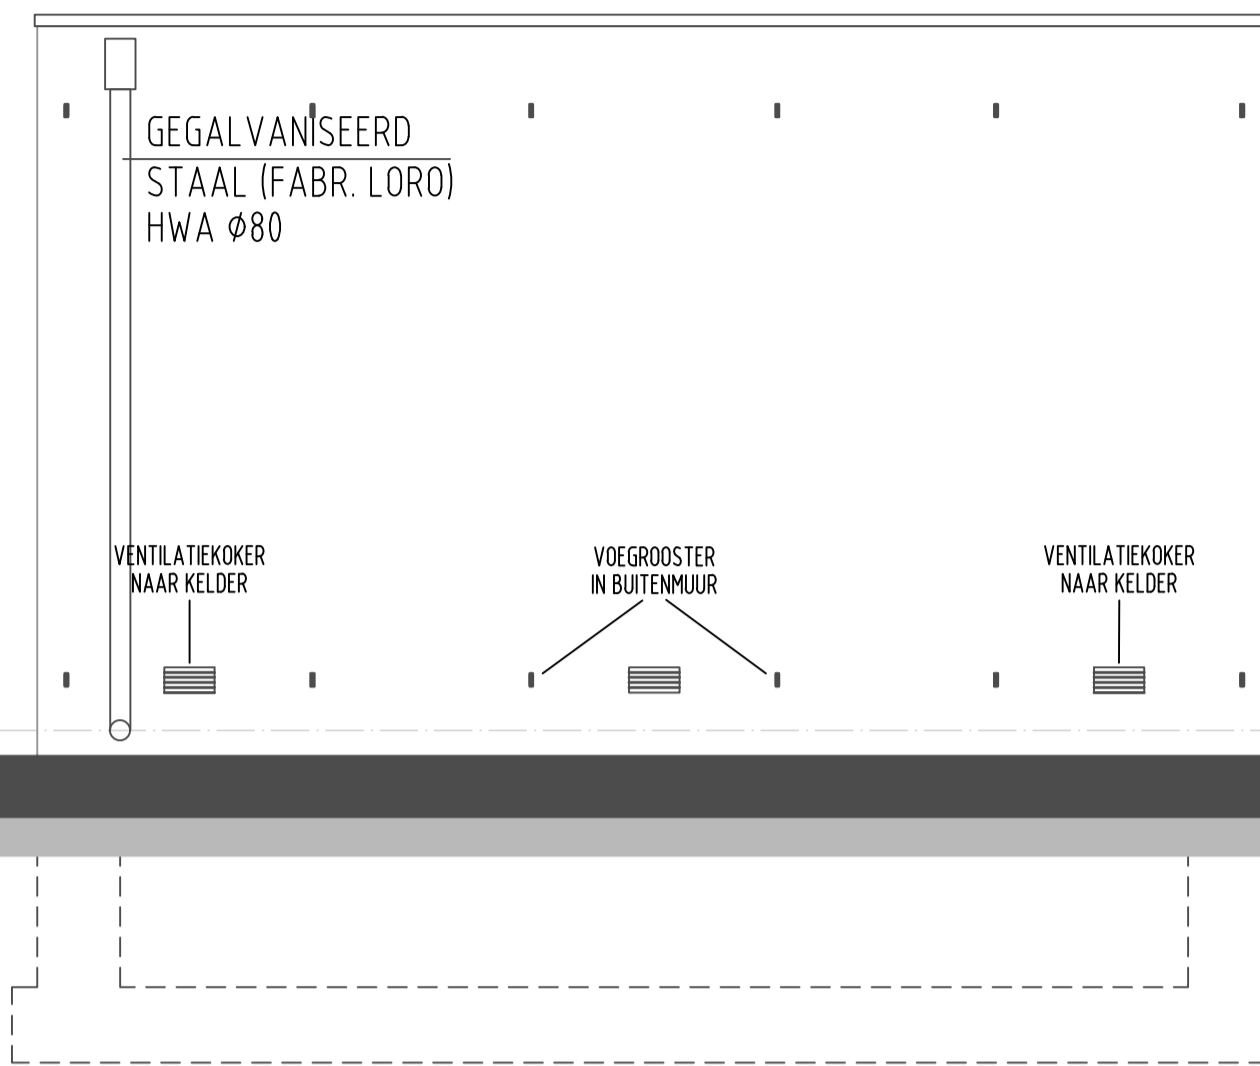 GEGALVANISEERD
STAAL (FABR. LORO)
HWA Ø80
VENTILATIEKOKER
NAAR KELDER
VOEGROOSTER
IN BUITENMUUR
VENTILATIEKOKER
NAAR KELDER